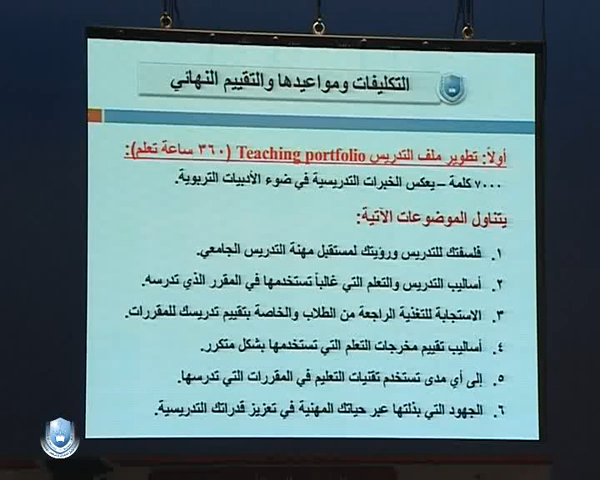 التكليفات ومواعيدها والتقييم النهائي
أولاً: تطوير ملف التدريس Teaching portfolio (٣٦٠ ساعة تعلم):
٧٠٠٠ كلمة – يعكس الخبرات التدريسية في ضوء الأدبيات التربوية.
يتناول الموضوعات الآتية:
١. فلسفتك للتدريس ورؤيتك لمستقبل مهنة التدريس الجامعي.
٢. أساليب التدريس والتعلم التي غالباً تستخدمها في المقرر الذي تدرسه.
٣. الاستجابة للتغذية الراجعة من الطلاب والخاصة بتقييم تدريسك للمقررات.
٤. أساليب تقييم مخرجات التعلم التي تستخدمها بشكل متكرر.
٥. إلى أي مدى تستخدم تقنيات التعليم في المقررات التي تدرسها.
٦. الجهود التي بذلتها عبر حياتك المهنية في تعزيز قدراتك التدريسية.